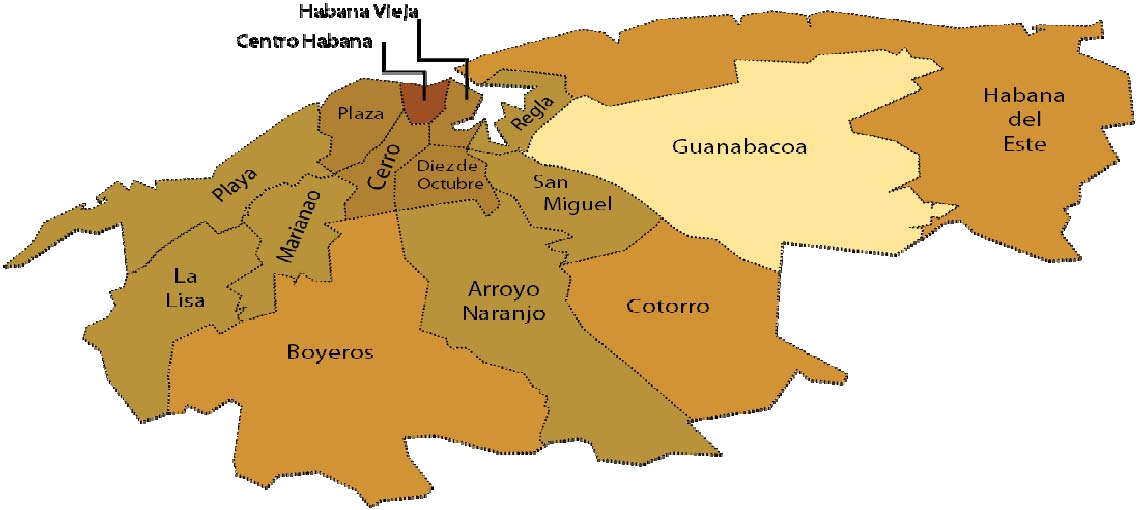 Habana Vieja
Centro Habana
Plaza
Regla
Habana
del
Este
Guanabacoa
Cerro
Diez de
Octubre
Playa
Marianao
San
Miguel
La
Lisa
Arroyo
Naranjo
Cotorro
Boyeros